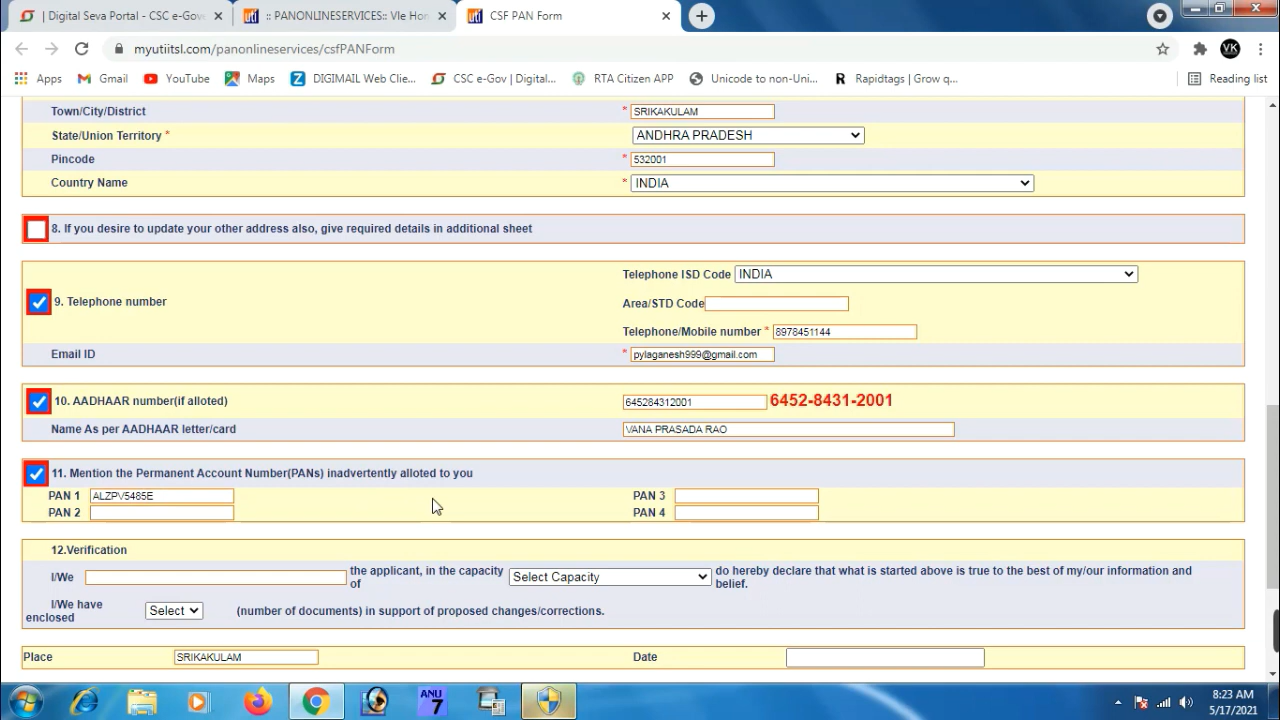 | Digital Seva Portal - CSC e-Gov
:: PANONLINESERVICES:: Vle Hon
CSF PAN Form
myutiitsl.com/panonlineservices/csfPANForm
VK
Apps
Gmail
YouTube
Maps
DIGIMAIL Web Clie...
CSC e-Gov | Digital...
RTA Citizen APP
Unicode to non-Uni...
Rapidtags | Grow q...
Reading list
Town/City/District * SRIKAKULAM
State/Union Territory * ANDHRA PRADESH
Pincode * 532001
Country Name * INDIA
8. If you desire to update your other address also, give required details in additional sheet
Telephone ISD Code INDIA
9. Telephone number
Area/STD Code
Telephone/Mobile number * 8978451144
Email ID * pylaganesh999@gmail.com
10. AADHAAR number(if alloted) 645284312001 6452-8431-2001
Name As per AADHAAR letter/card VANA PRASADA RAO
11. Mention the Permanent Account Number(PANs) inadvertently alloted to you
PAN 1 ALZPV5485E PAN 3
PAN 2 PAN 4
12.Verification
I/We the applicant, in the capacity of Select Capacity do hereby declare that what is started above is true to the best of my/our information and belief.
I/We have enclosed Select (number of documents) in support of proposed changes/corrections.
Place SRIKAKULAM Date
ANU 7
8:23 AM
5/17/2021